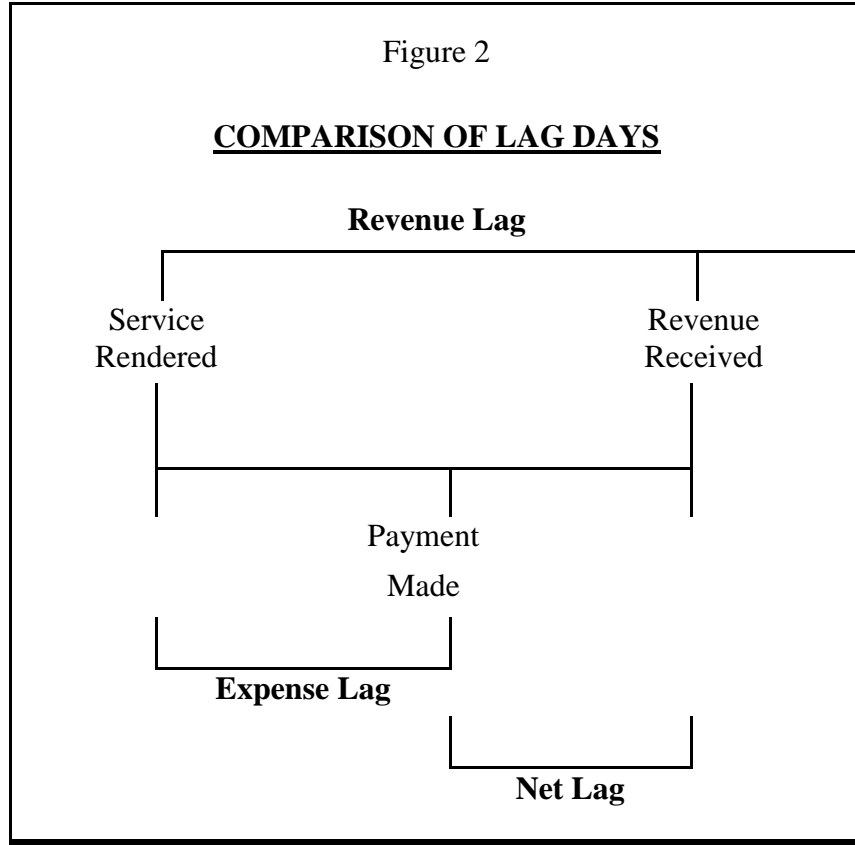 Figure 2
COMPARISON OF LAG DAYS
Revenue Lag
Service
Rendered
Revenue
Received
Payment
Made
Expense Lag
Net Lag